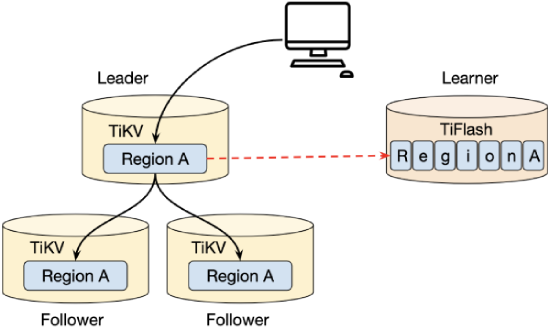 Leader
Learner
TiKV
TiFlash
Region A
R e g i o n A
TiKV
TiKV
Region A
Region A
Follower
Follower